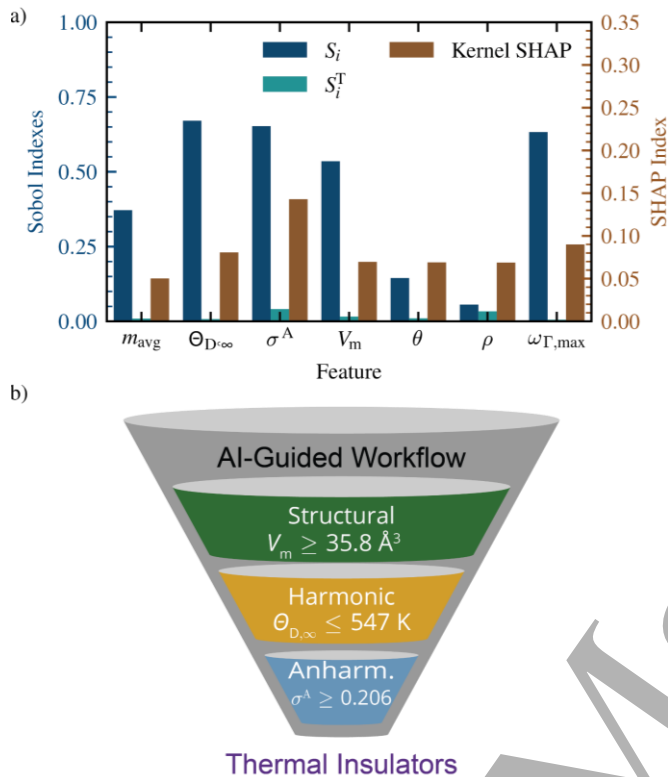 a)
1.00
0.75
0.50
0.25
0.00
Sobol Indexes
S_i
S_i^T
Kernel SHAP
0.35
0.30
0.25
0.20
0.15
0.10
0.05
0.00
SHAP Index
m_avg Θ_D,∞ σ^A V_m θ ρ ω_Γ,max
Feature
b)
AI-Guided Workflow
Structural
V_m ≥ 35.8 Å³
Harmonic
Θ_D,∞ ≤ 547 K
Anharm.
σ^A ≥ 0.206
Thermal Insulators